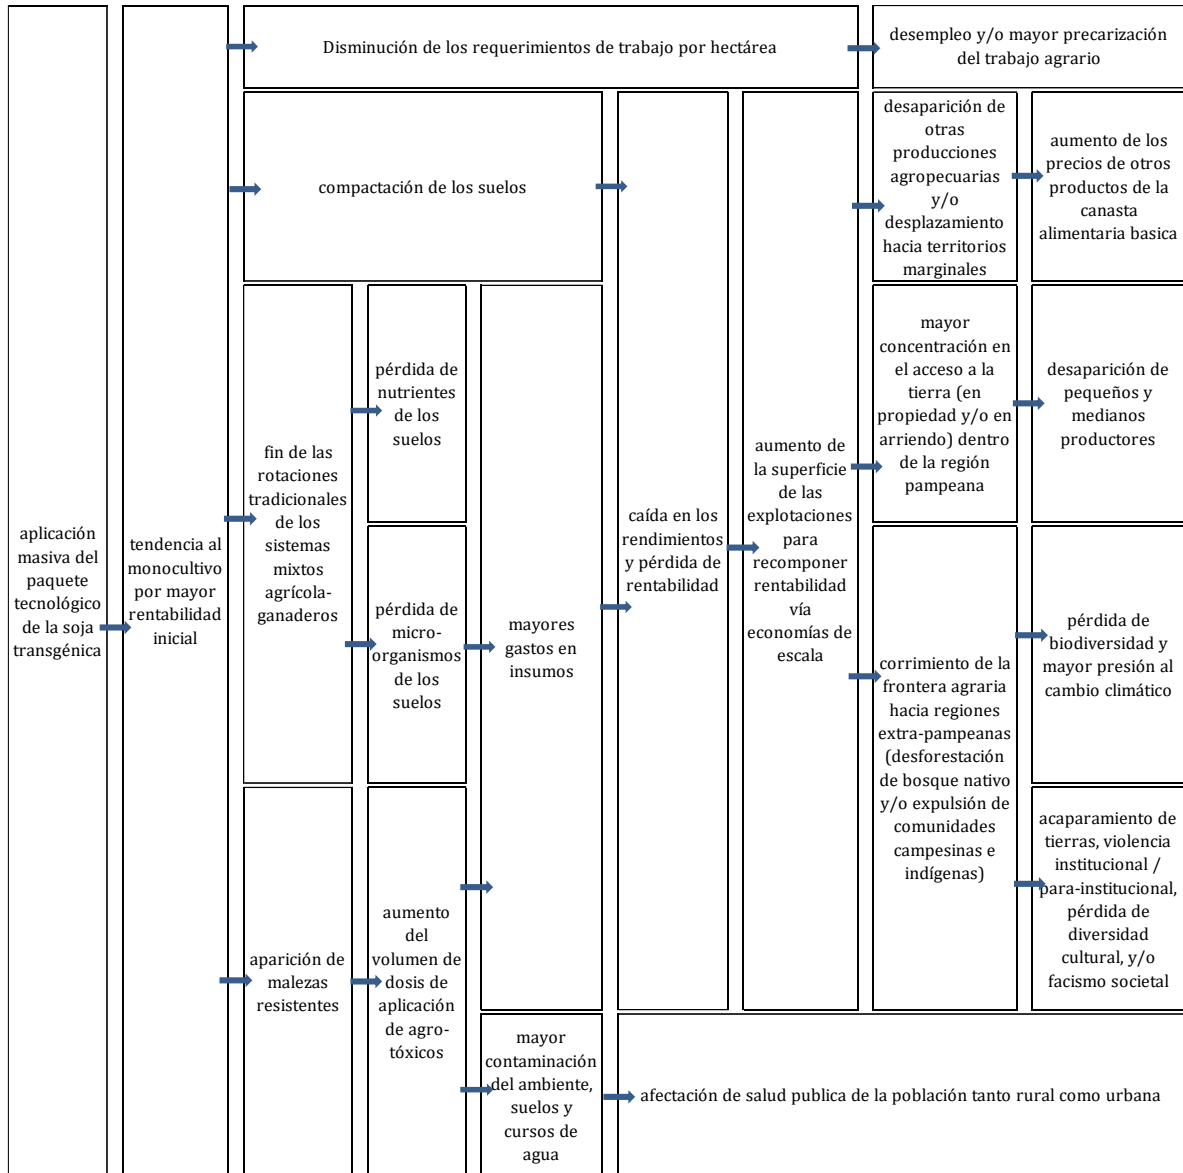 aplicación
masiva del
paquete
tecnológico
de la soja
transgénica
tendencia al
monocultivo
por mayor
rentabilidad
inicial
Disminución de los requerimientos de trabajo por hectárea
desempleo y/o mayor precarización
del trabajo agrario
compactación de los suelos
fin de las
rotaciones
tradicionales
de los
sistemas
mixtos
agrícola-
ganaderos
pérdida de
nutrientes
de los
suelos
pérdida de
micro-
organismos
de los
suelos
aparición de
malezas
resistentes
aumento
del
volumen de
dosis de
aplicación
de agro-
tóxicos
mayores
gastos en
insumos
mayor
contaminación
del ambiente,
suelos y
cursos de
agua
caída en los
rendimientos
y pérdida de
rentabilidad
aumento de
la superficie
de las
explotaciones
para
recomponer
rentabilidad
vía
economías de
escala
desaparición de
otras
producciones
agropecuarias
y/o
desplazamiento
hacia territorios
marginales
aumento de los
precios de otros
productos de la
canasta
alimentaria basica
mayor
concentración en
el acceso a la
tierra (en
propiedad y/o en
arriendo) dentro
de la región
pampeana
desaparición de
pequeños y
medianos
productores
corrimiento de la
frontera agraria
hacia regiones
extra-pampeanas
(desforestación
de bosque nativo
y/o expulsión de
comunidades
campesinas e
indígenas)
pérdida de
biodiversidad y
mayor presión al
cambio climático
acaparamiento de
tierras, violencia
institucional /
para-institucional,
pérdida de
diversidad
cultural, y/o
facismo societal
afectación de salud publica de la población tanto rural como urbana